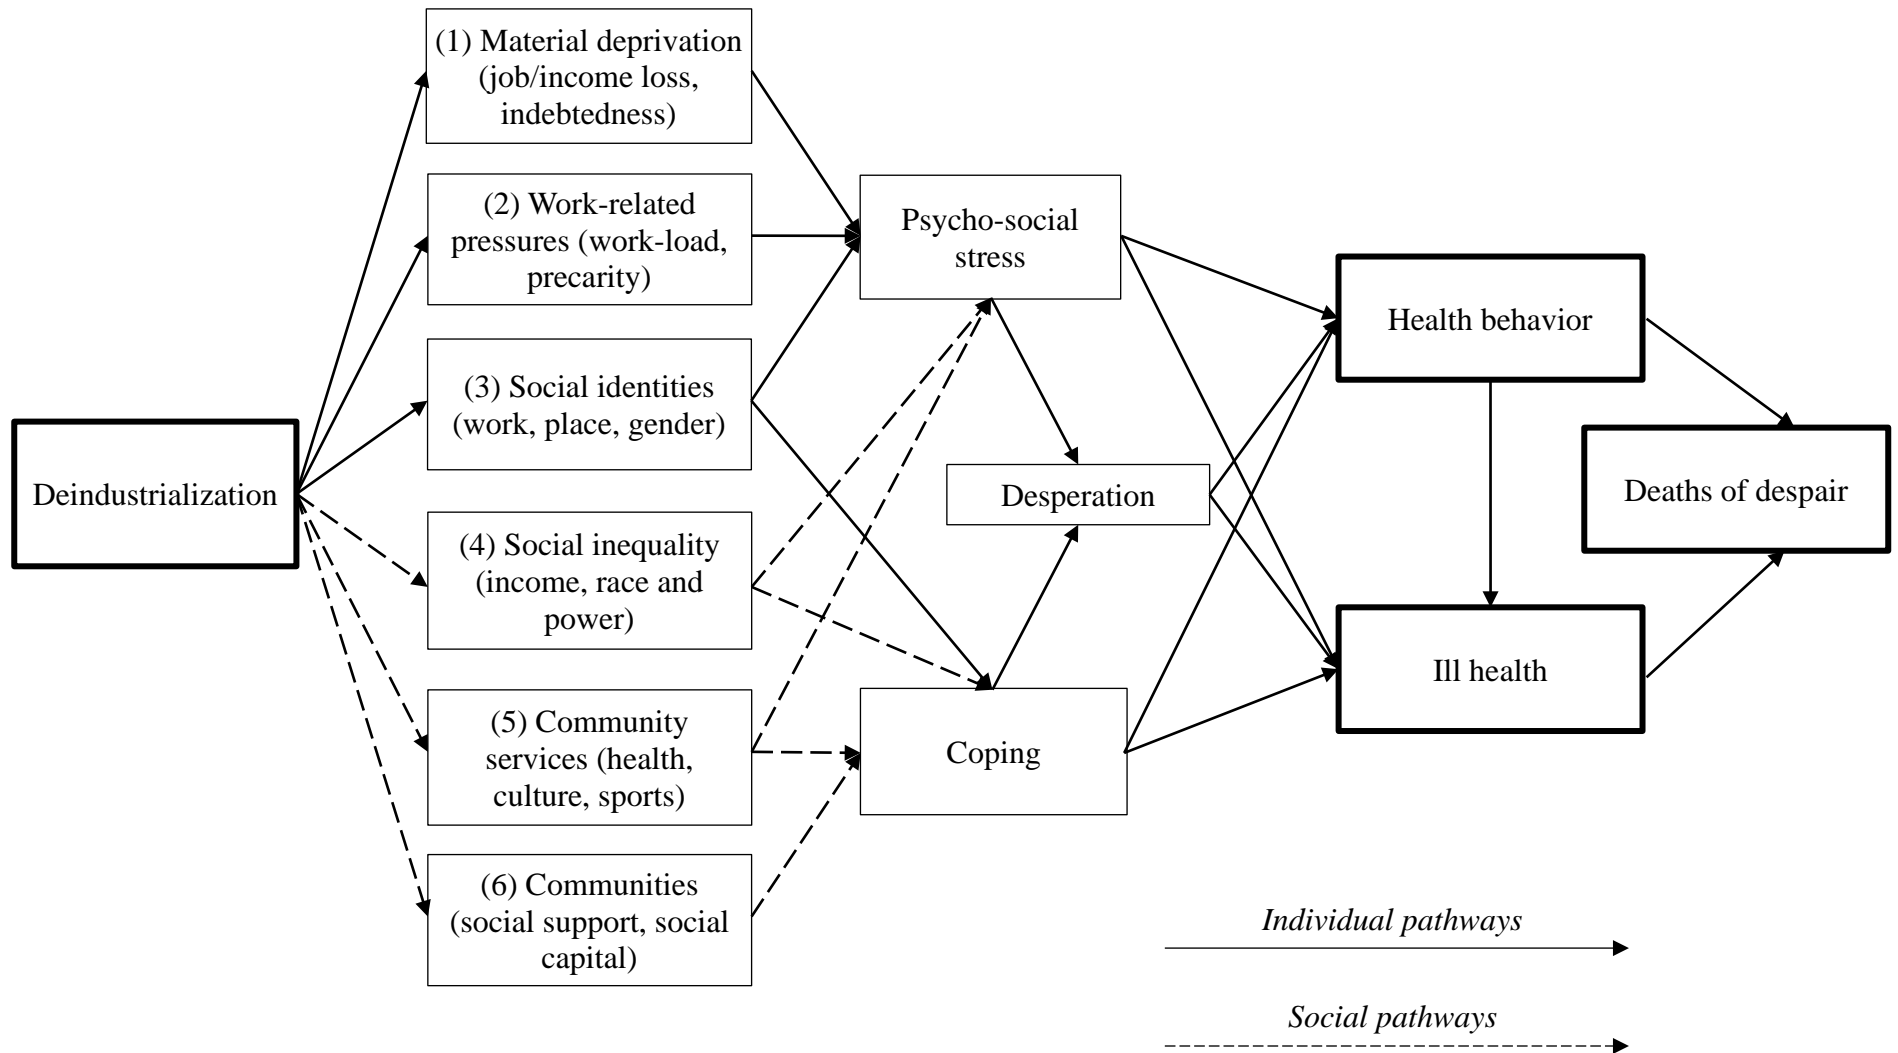 (1) Material deprivation
(job/income loss,
indebtedness)
(2) Work-related
pressures (work-load,
precarity)
(3) Social identities
(work, place, gender)
Deindustrialization
(4) Social inequality
(income, race and
power)
(5) Community
services (health,
culture, sports)
(6) Communities
(social support, social
capital)
Psycho-social
stress
Desperation
Coping
Health behavior
Ill health
Deaths of despair
Individual pathways
Social pathways